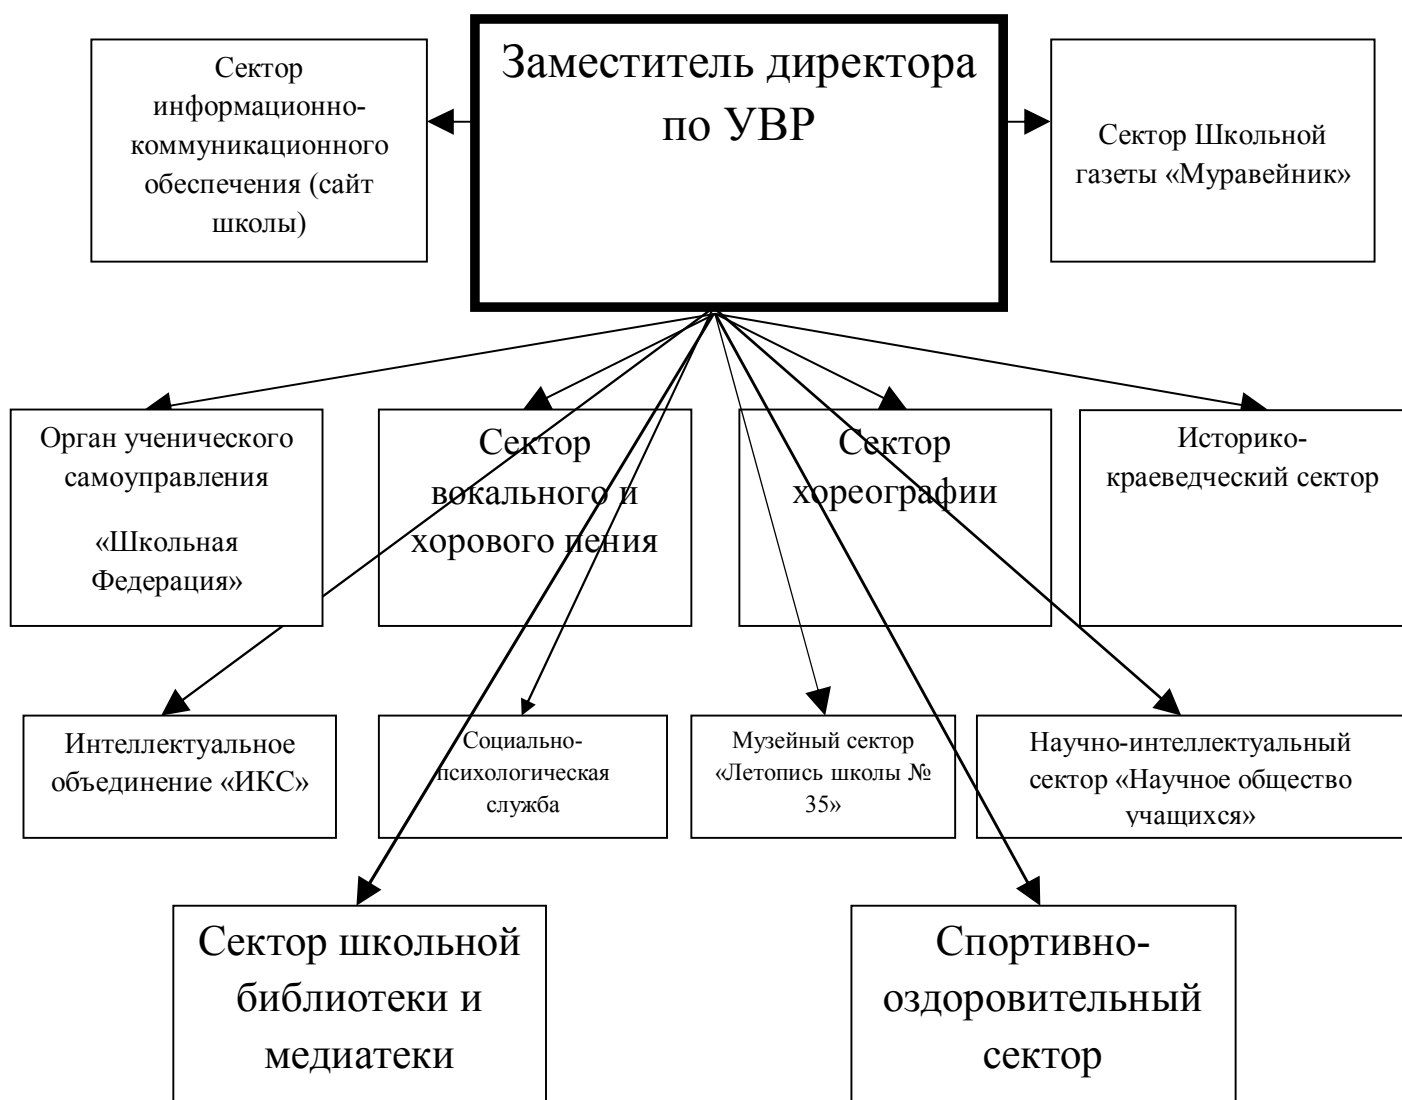 Сектор
информационно-
коммуникационного
обеспечения (сайт
школы)
Заместитель директора
по УВР
Сектор Школьной
газеты «Муравейник»
Орган ученического
самоуправления
«Школьная
Федерация»
Сектор
вокального и
хорового пения
Сектор
хореографии
Историко-
краеведческий сектор
Интеллектуальное
объединение «ИКС»
Социально-
психологическая
служба
Музейный сектор
«Летопись школы №
35»
Научно-интеллектуальный
сектор «Научное общество
учащихся»
Сектор школьной
библиотеки и
медиатеки
Спортивно-
оздоровительный
сектор